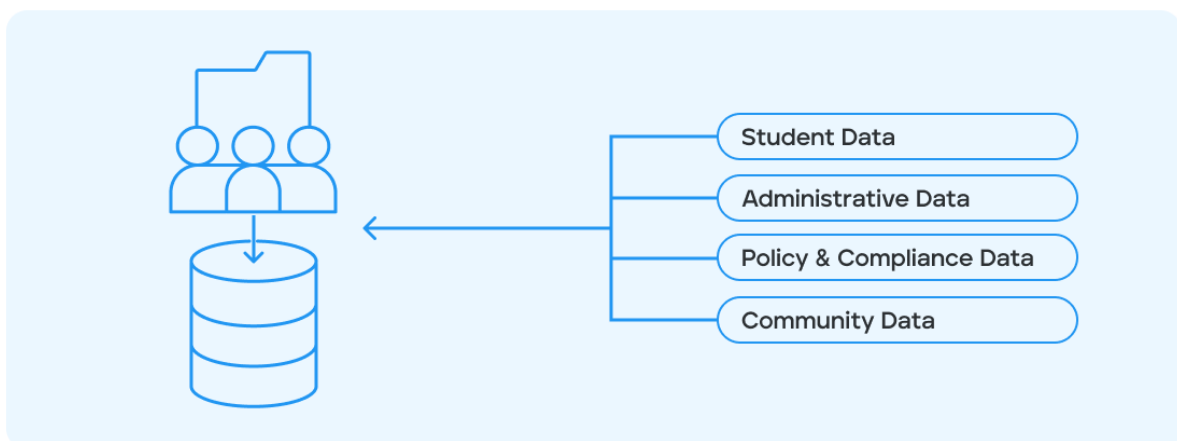 Student Data
Administrative Data
Policy & Compliance Data
Community Data